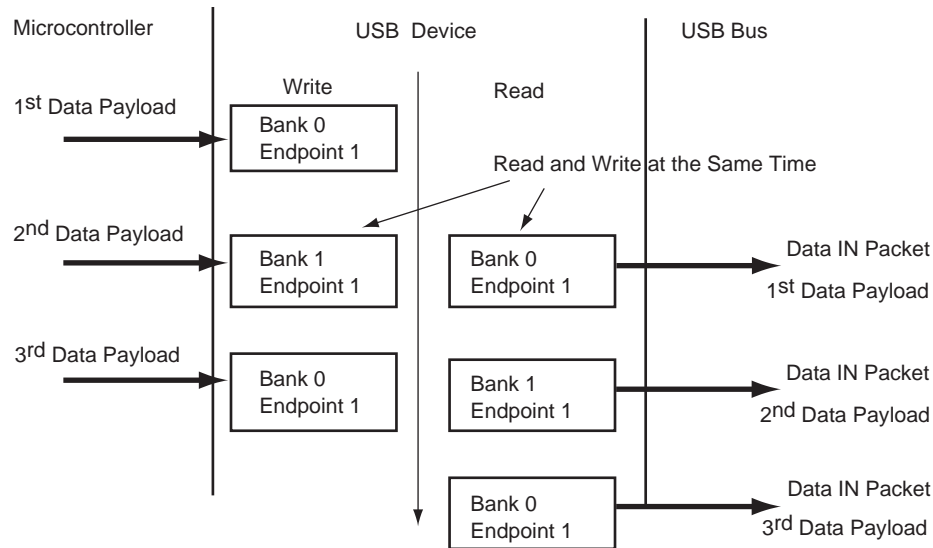 Microcontroller
USB Device
USB Bus
Write
Read
1st Data Payload
Bank 0
Endpoint 1
Read and Write at the Same Time
2nd Data Payload
Bank 1
Endpoint 1
Bank 0
Endpoint 1
Data IN Packet
1st Data Payload
3rd Data Payload
Bank 0
Endpoint 1
Bank 1
Endpoint 1
Data IN Packet
2nd Data Payload
Bank 0
Endpoint 1
Data IN Packet
3rd Data Payload